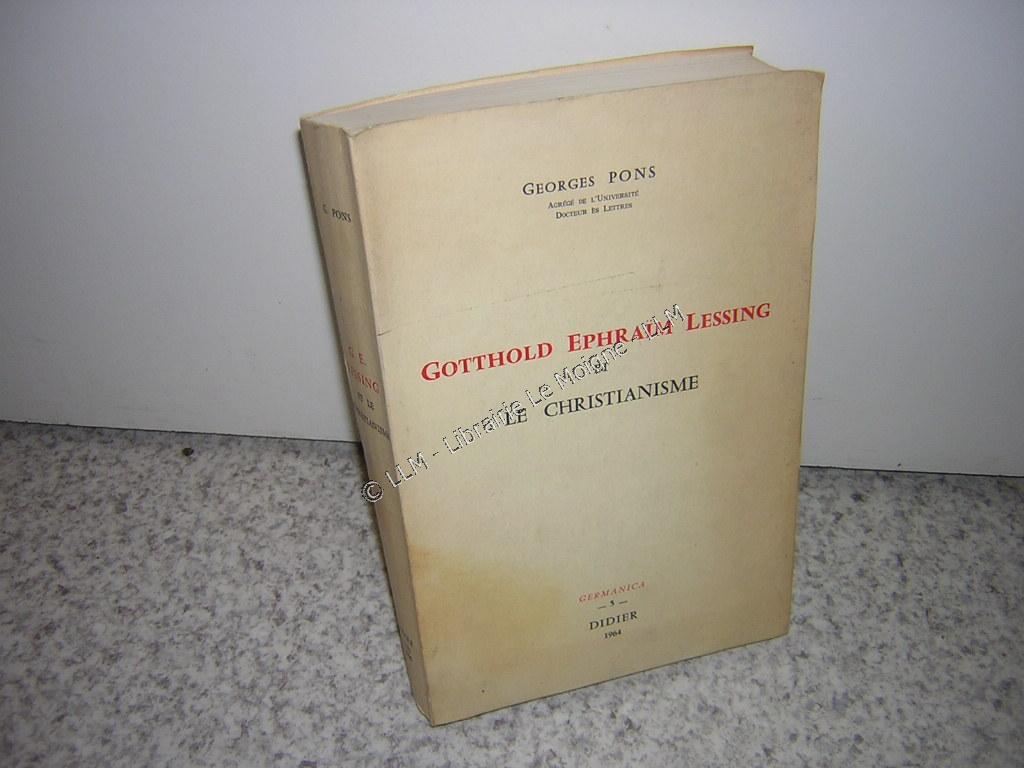 GEORGES PONS
AGRÉGÉ DE L'UNIVERSITÉ
DOCTEUR ÈS LETTRES
GOTTHOLD EPHRAIM LESSING
ET
LE CHRISTIANISME
GERMANICA
— 5 —
DIDIER
1964
G. PONS
G. E.
LESSING
ET LE
CHRISTIANISME
© LLM - Librairie Le Moigne - LLM